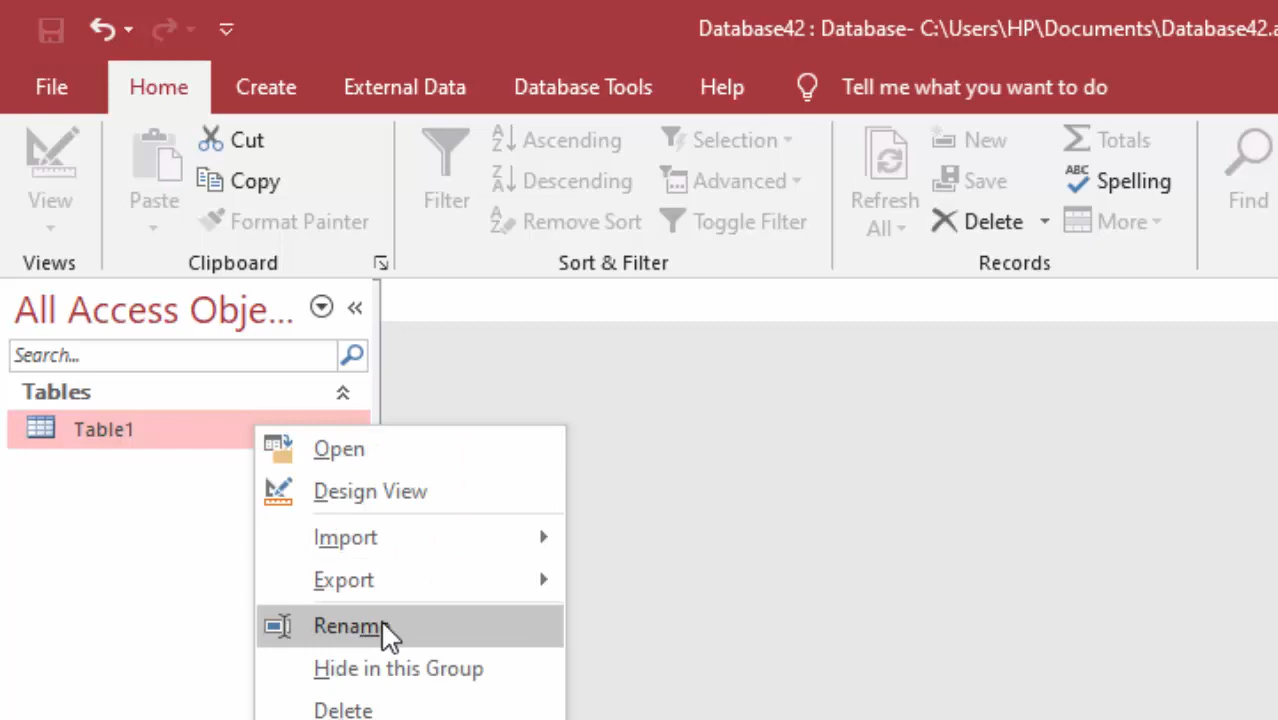 Database42 : Database- C:\Users\HP\Documents\Database42.a
File Home Create External Data Database Tools Help Tell me what you want to do
View
Paste
Cut
Copy
Format Painter
Filter
Ascending
Descending
Remove Sort
Selection
Advanced
Toggle Filter
Refresh
All
New
Save
Delete
Totals
Spelling
More
Find
Views Clipboard Sort & Filter Records
All Access Obje...
Search...
Tables
Table1
Open
Design View
Import
Export
Rename
Hide in this Group
Delete